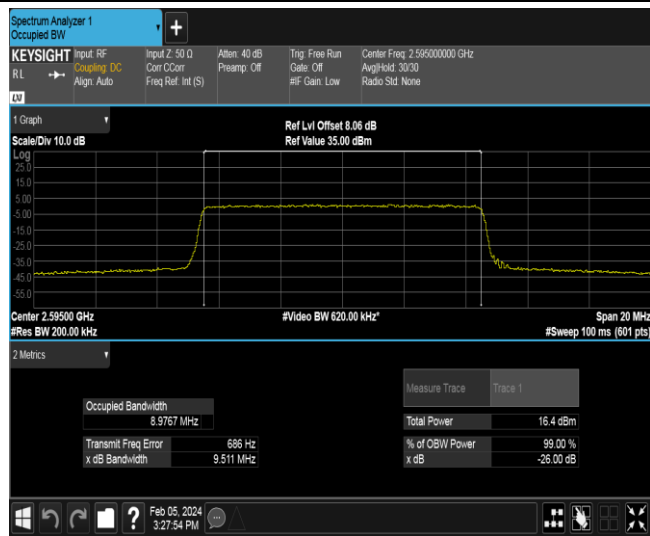 Spectrum Analyzer 1
Occupied BW
+
KEYSIGHT
RL
LXI
Input: RF
Coupling: DC
Align: Auto
Input Z: 50 Ω
Corr CCorr
Freq Ref: Int (S)
Atten: 40 dB
Preamp: Off
Trig: Free Run
Gate: Off
#IF Gain: Low
Center Freq: 2.595000000 GHz
Avg|Hold: 30/30
Radio Std: None
1 Graph
Scale/Div 10.0 dB
Ref Lvl Offset 8.06 dB
Ref Value 35.00 dBm
Log
25.0
15.0
5.00
-5.00
-15.0
-25.0
-35.0
-45.0
-55.0
Center 2.59500 GHz
#Video BW 620.00 kHz*
Span 20 MHz
#Res BW 200.00 kHz
#Sweep 100 ms (601 pts)
2 Metrics
Measure Trace Trace 1
Occupied Bandwidth
8.9767 MHz
Total Power 16.4 dBm
Transmit Freq Error 686 Hz
% of OBW Power 99.00 %
x dB Bandwidth 9.511 MHz
x dB -26.00 dB
?
Feb 05, 2024
3:27:54 PM